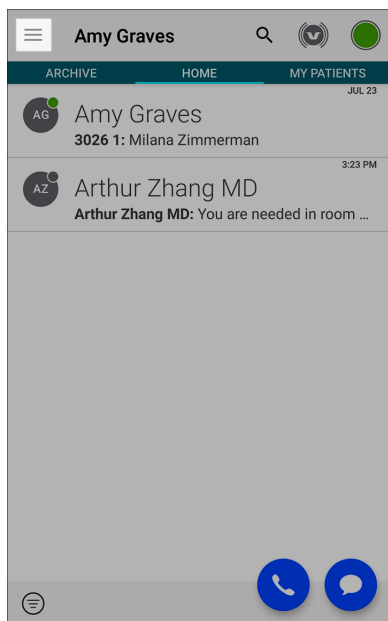 Amy Graves
ARCHIVE HOME MY PATIENTS
JUL 23
AG Amy Graves
3026 1: Milana Zimmerman
3:23 PM
AZ Arthur Zhang MD
Arthur Zhang MD: You are needed in room ...